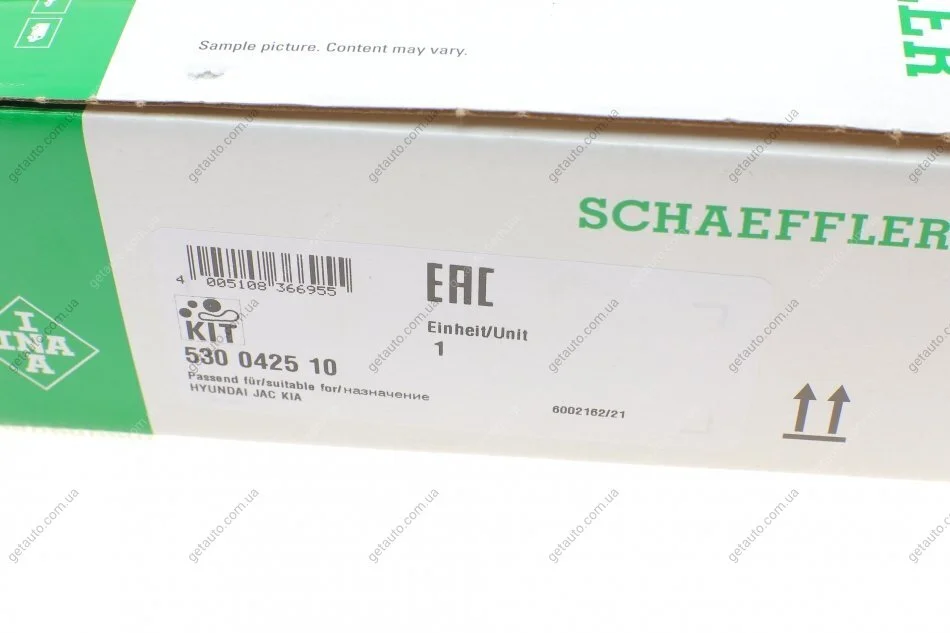 Sample picture. Content may vary.
LER
SCHAEFFLER
4 005108 366955
EAC
KIT
Einheit/Unit
1
530 0425 10
Passend für/suitable for/назначение
HYUNDAI JAC KIA
6002162/21
I
INA
A
getauto.com.ua